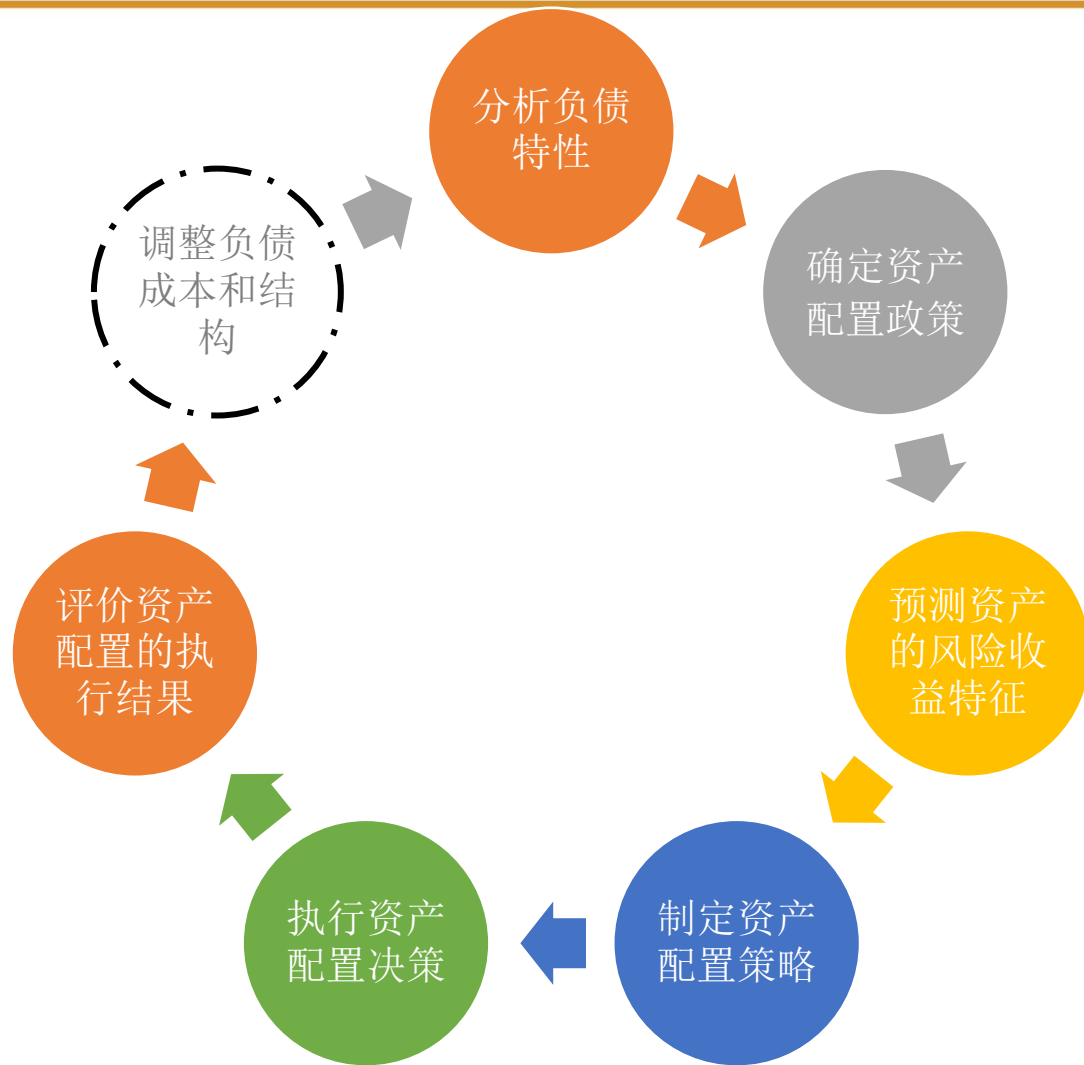 分析负债
特性
确定资产
配置政策
预测资产
的风险收
益特征
制定资产
配置策略
执行资产
配置决策
评价资产
配置的执
行结果
调整负债
成本和结
构